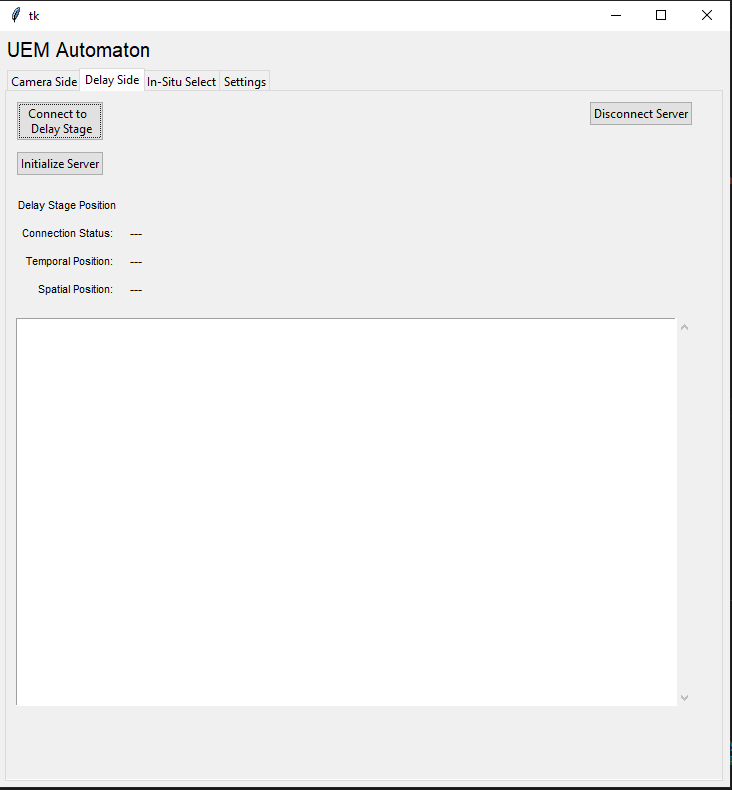 tk
UEM Automaton
Camera Side Delay Side In-Situ Select Settings
Connect to
Delay Stage
Disconnect Server
Initialize Server
Delay Stage Position
Connection Status: ---
Temporal Position: ---
Spatial Position: ---